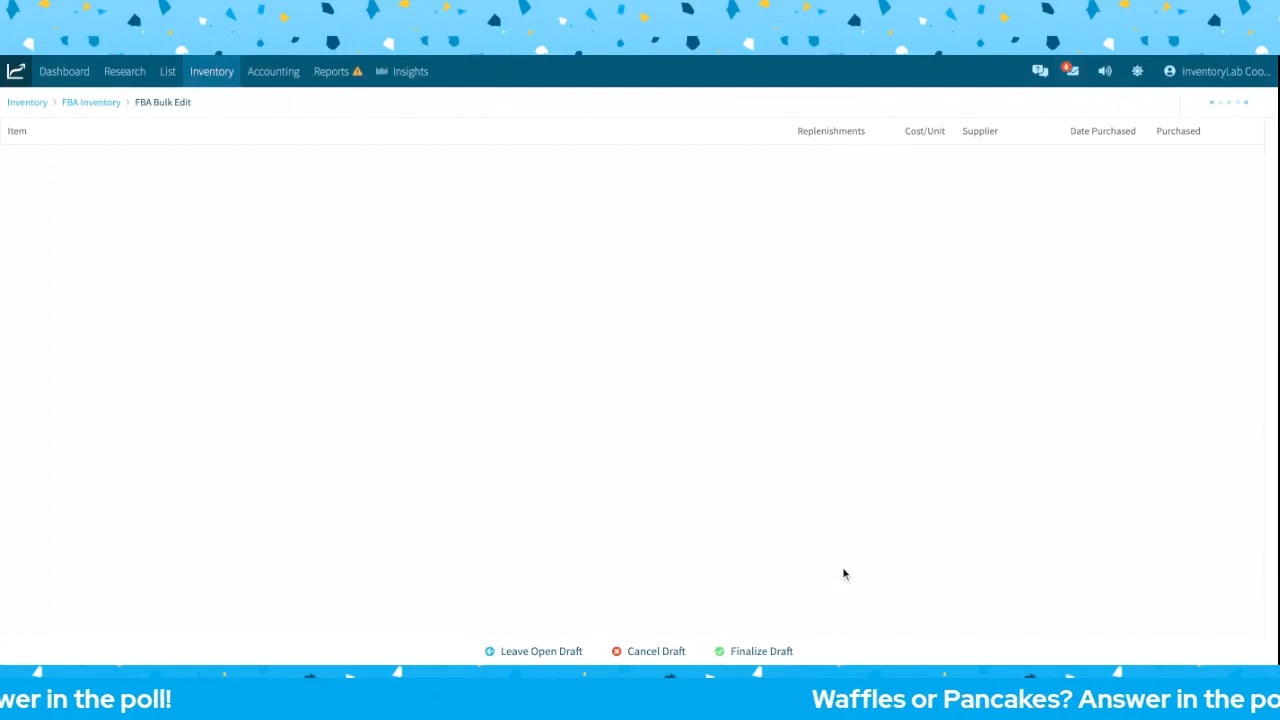 Dashboard Research List Inventory Accounting Reports Insights InventoryLab Coo...
Inventory > FBA Inventory > FBA Bulk Edit
Item Replenishments Cost/Unit Supplier Date Purchased Purchased
Leave Open Draft Cancel Draft Finalize Draft
wer in the poll! Waffles or Pancakes? Answer in the po